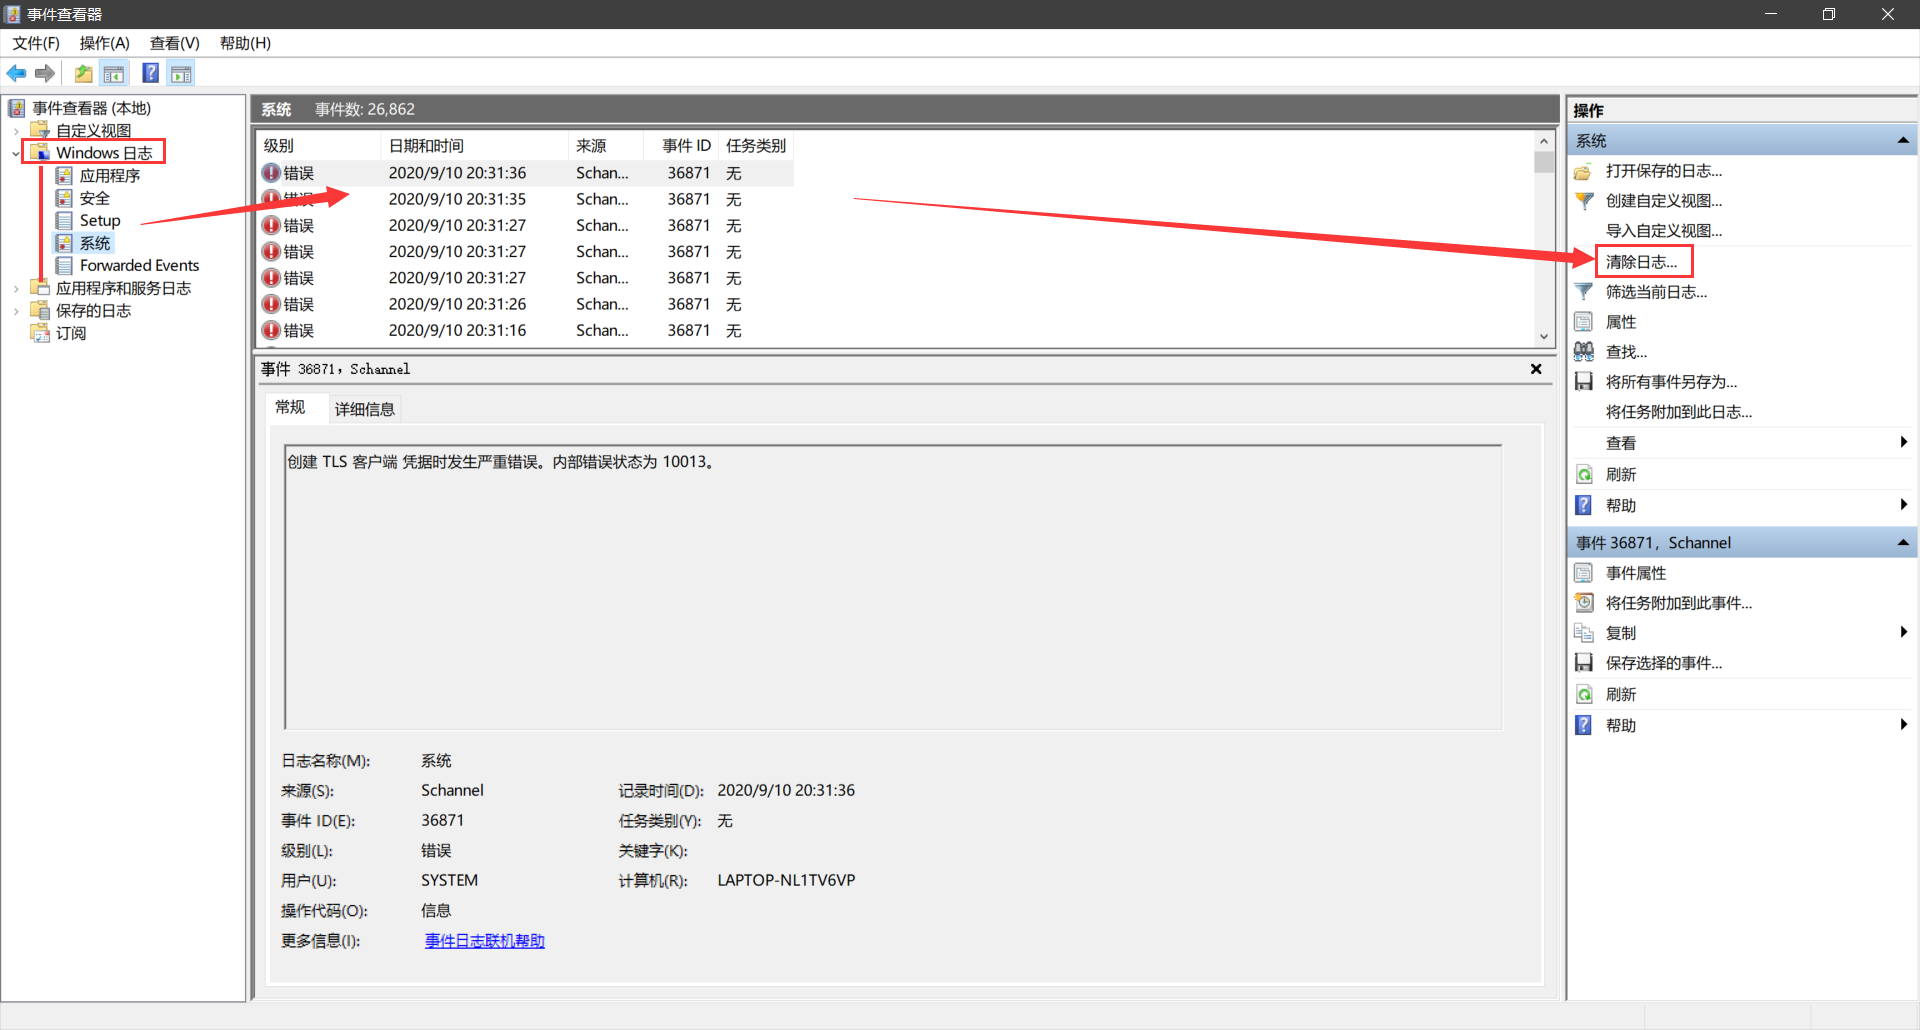 事件查看器
文件(F) 操作(A) 查看(V) 帮助(H)
事件查看器 (本地)
自定义视图
Windows 日志
应用程序
安全
Setup
系统
Forwarded Events
应用程序和服务日志
保存的日志
订阅
系统 事件数: 26,862
级别 日期和时间 来源 事件 ID 任务类别
错误 2020/9/10 20:31:36 Schan... 36871 无
错误 2020/9/10 20:31:35 Schan... 36871 无
错误 2020/9/10 20:31:27 Schan... 36871 无
错误 2020/9/10 20:31:27 Schan... 36871 无
错误 2020/9/10 20:31:27 Schan... 36871 无
错误 2020/9/10 20:31:26 Schan... 36871 无
错误 2020/9/10 20:31:16 Schan... 36871 无
事件 36871，Schannel
常规 详细信息
创建 TLS 客户端 凭据时发生严重错误。内部错误状态为 10013。
日志名称(M): 系统
来源(S): Schannel 记录时间(D): 2020/9/10 20:31:36
事件 ID(E): 36871 任务类别(Y): 无
级别(L): 错误 关键字(K):
用户(U): SYSTEM 计算机(R): LAPTOP-NL1TV6VP
操作代码(O): 信息
更多信息(I): 事件日志联机帮助
操作
系统
打开保存的日志...
创建自定义视图...
导入自定义视图...
清除日志...
筛选当前日志...
属性
查找...
将所有事件另存为...
将任务附加到此日志...
查看
刷新
帮助
事件 36871，Schannel
事件属性
将任务附加到此事件...
复制
保存选择的事件...
刷新
帮助